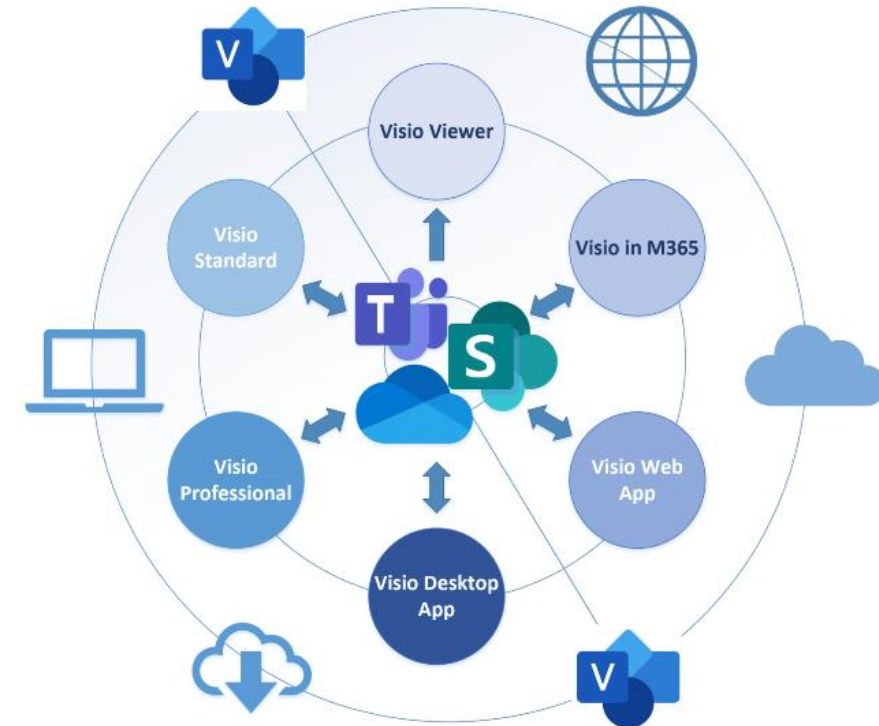 V
Visio Viewer
Visio
Standard
Visio in M365
T
S
Visio
Professional
Visio Web
App
Visio Desktop
App
V